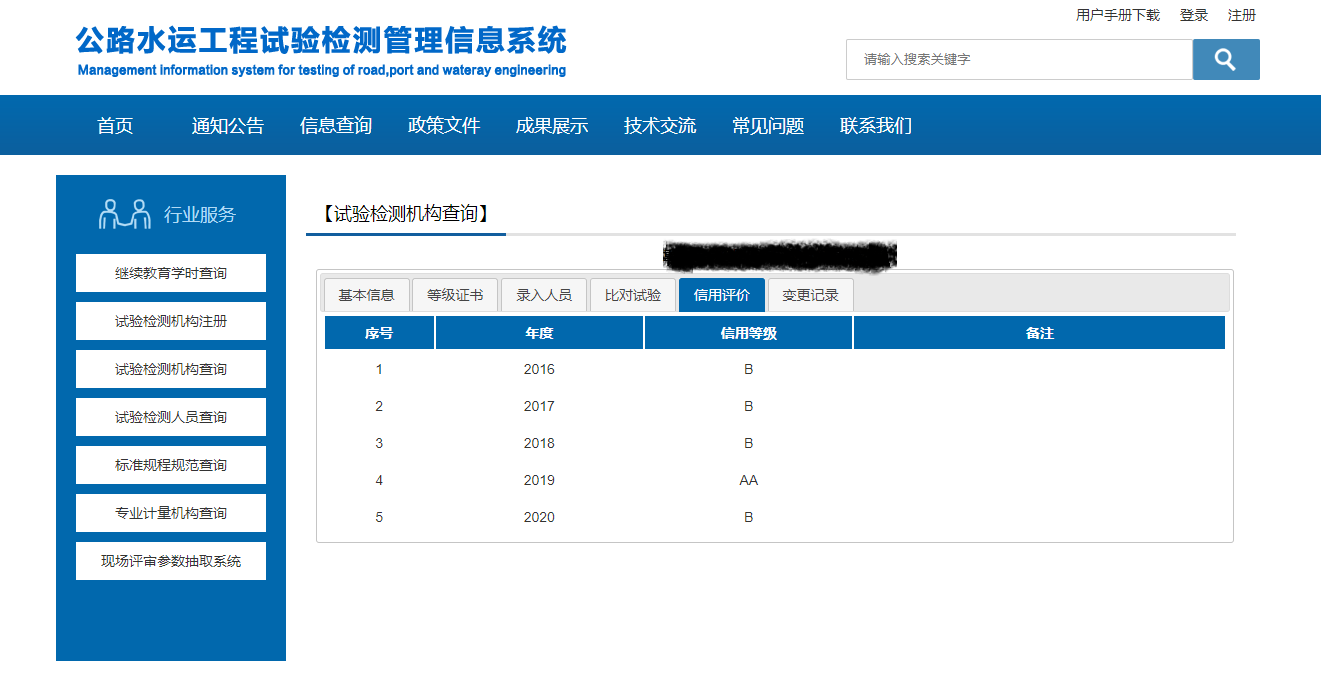 用户手册下载 登录 注册
公路水运工程试验检测管理信息系统
Management information system for testing of road,port and wateray engineering
请输入搜索关键字
首页 通知公告 信息查询 政策文件 成果展示 技术交流 常见问题 联系我们
行业服务
继续教育学时查询
试验检测机构注册
试验检测机构查询
试验检测人员查询
标准规程规范查询
专业计量机构查询
现场评审参数抽取系统
【试验检测机构查询】
基本信息 等级证书 录入人员 比对试验 信用评价 变更记录
序号 年度 信用等级 备注
1 2016 B
2 2017 B
3 2018 B
4 2019 AA
5 2020 B